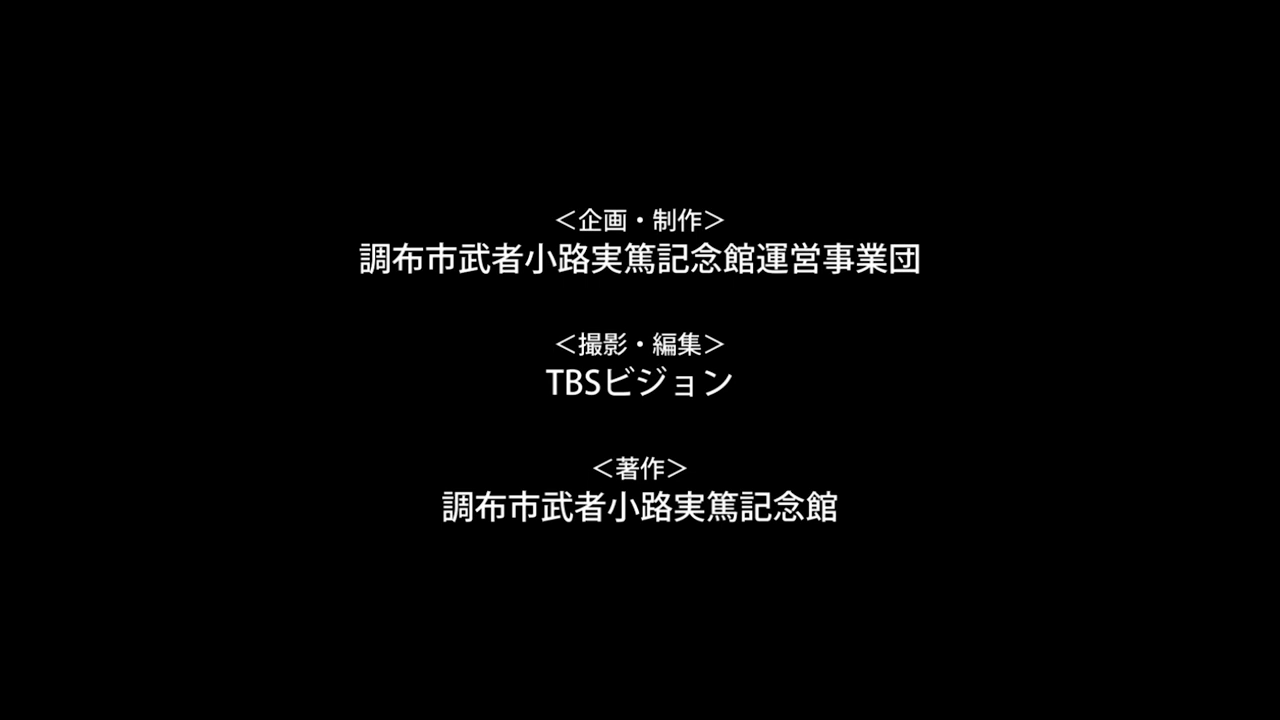 ＜企画・制作＞
調布市武者小路実篤記念館運営事業団
＜撮影・編集＞
TBSビジョン
＜著作＞
調布市武者小路実篤記念館